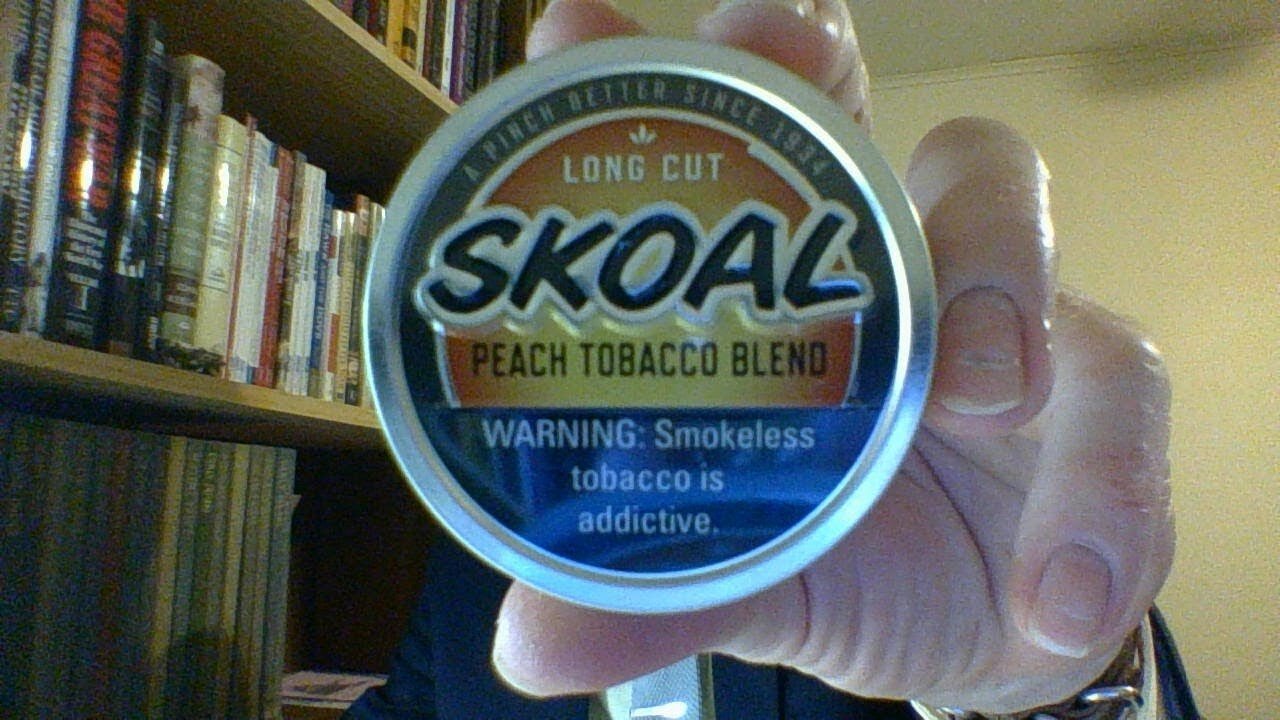 A PINCH BETTER SINCE 1934
LONG CUT
SKOAL
PEACH TOBACCO BLEND
WARNING: Smokeless
tobacco is
addictive.